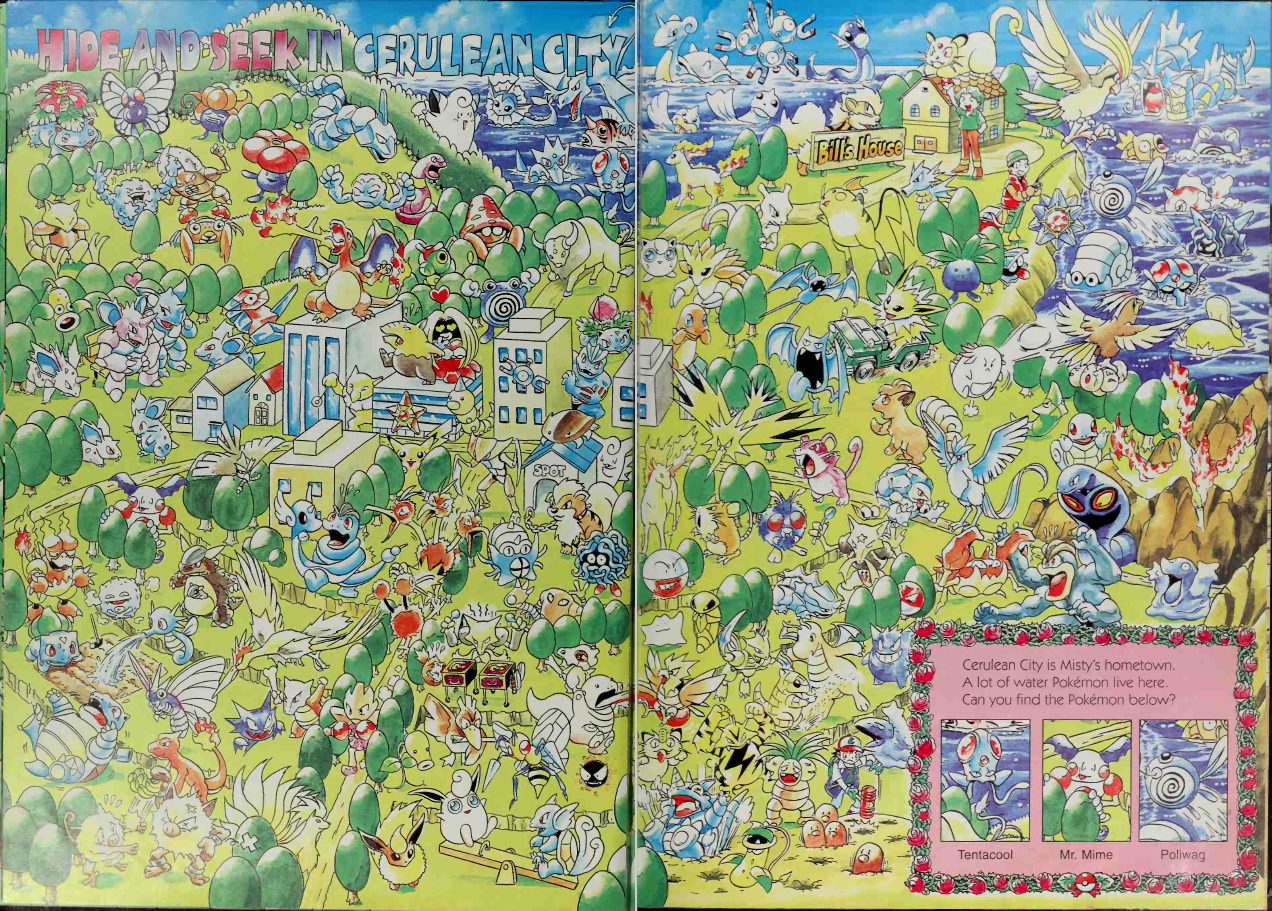 HIDE AND SEEK IN CERULEAN CITY
Bill's House
SPOT
Cerulean City is Misty's hometown.
A lot of water Pokémon live here.
Can you find the Pokémon below?
Tentacool
Mr. Mime
Poliwag